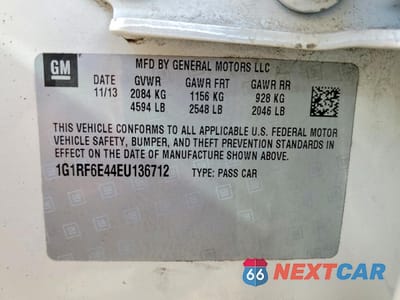 GM
MFD BY GENERAL MOTORS LLC
DATE GVWR GAWR FRT GAWR RR
11/13 2084 KG 1156 KG 928 KG
4594 LB 2548 LB 2046 LB
THIS VEHICLE CONFORMS TO ALL APPLICABLE U.S. FEDERAL MOTOR
VEHICLE SAFETY, BUMPER, AND THEFT PREVENTION STANDARDS IN
EFFECT ON THE DATE OF MANUFACTURE SHOWN ABOVE.
1G1RF6E44EU136712 TYPE: PASS CAR
66 NEXTCAR